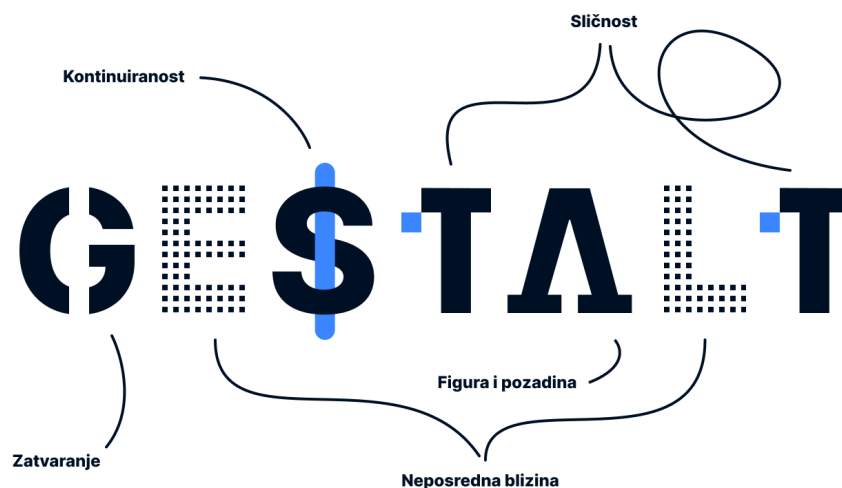 Sličnost
Kontinuiranost
GESTALT
Figura i pozadina
Zatvaranje
Neposredna blizina